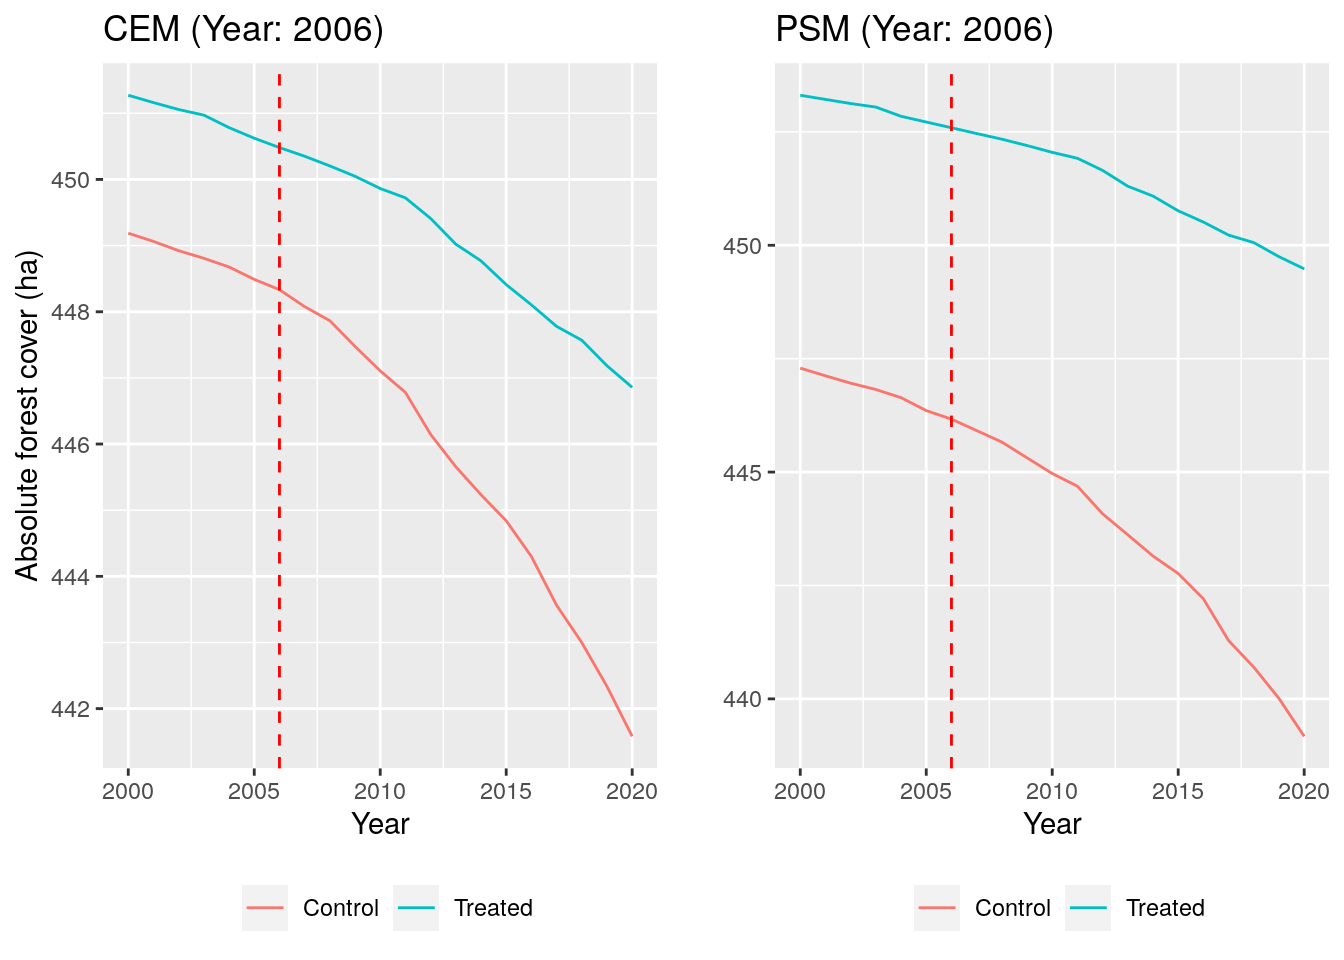 CEM (Year: 2006)
Absolute forest cover (ha)
450
448
446
444
442
2000 2005 2010 2015 2020
Year
Control Treated
PSM (Year: 2006)
450
445
440
2000 2005 2010 2015 2020
Year
Control Treated